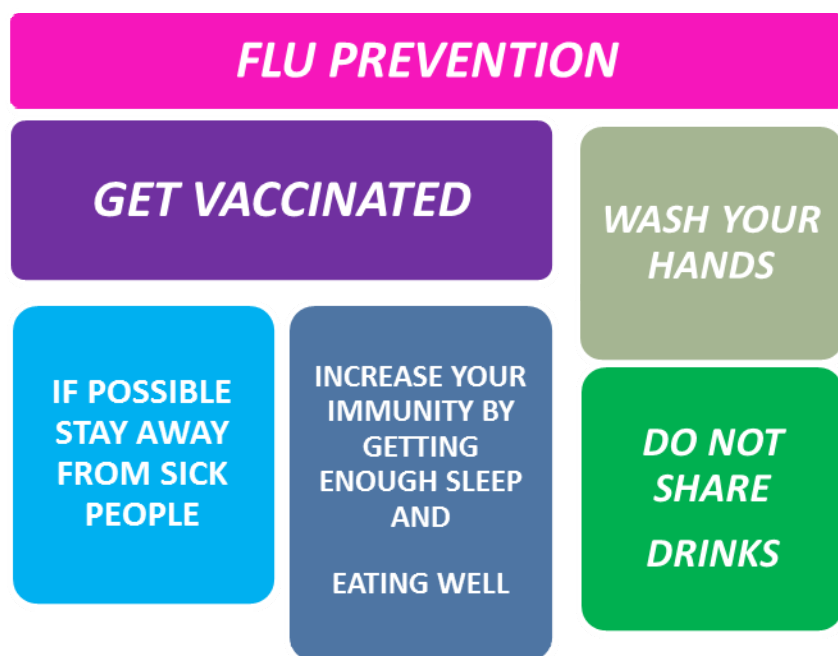 FLU PREVENTION
GET VACCINATED
WASH YOUR
HANDS
IF POSSIBLE
STAY AWAY
FROM SICK
PEOPLE
INCREASE YOUR
IMMUNITY BY
GETTING
ENOUGH SLEEP
AND
EATING WELL
DO NOT
SHARE
DRINKS